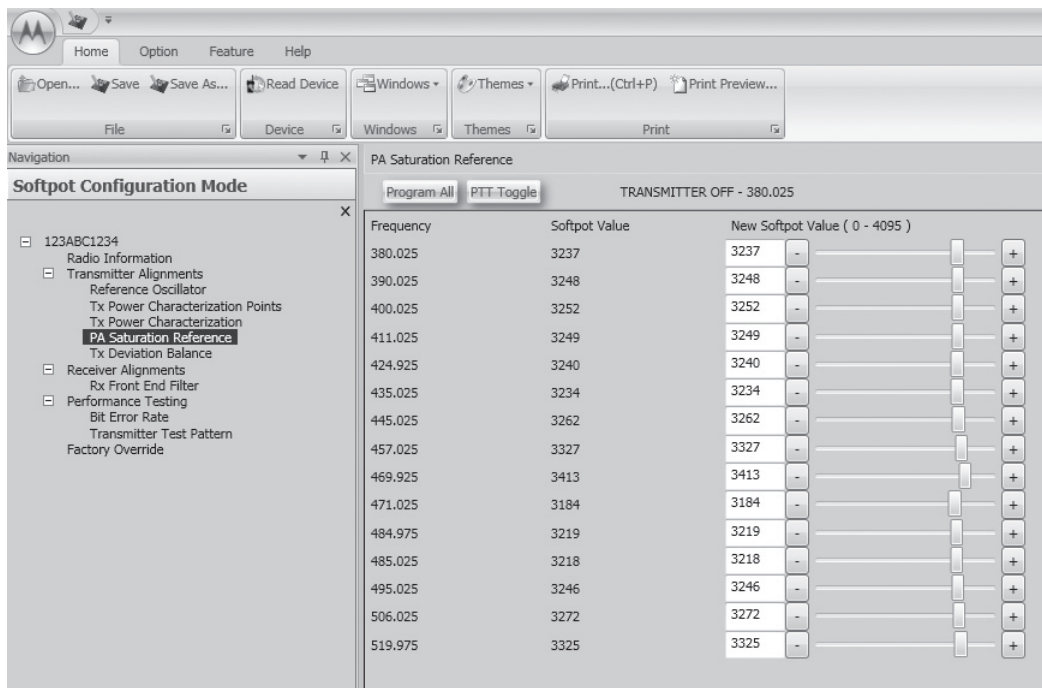 Home Option Feature Help
Open... Save Save As... Read Device Windows Themes Print...(Ctrl+P) Print Preview...
File Device Windows Themes Print
Navigation
Softpot Configuration Mode
123ABC1234
Radio Information
Transmitter Alignments
Reference Oscillator
Tx Power Characterization Points
Tx Power Characterization
PA Saturation Reference
Tx Deviation Balance
Receiver Alignments
Rx Front End Filter
Performance Testing
Bit Error Rate
Transmitter Test Pattern
Factory Override
PA Saturation Reference
Program All PTT Toggle TRANSMITTER OFF - 380.025
Frequency Softpot Value New Softpot Value ( 0 - 4095 )
380.025 3237 3237 - +
390.025 3248 3248 - +
400.025 3252 3252 - +
411.025 3249 3249 - +
424.925 3240 3240 - +
435.025 3234 3234 - +
445.025 3262 3262 - +
457.025 3327 3327 - +
469.925 3413 3413 - +
471.025 3184 3184 - +
484.975 3219 3219 - +
485.025 3218 3218 - +
495.025 3246 3246 - +
506.025 3272 3272 - +
519.975 3325 3325 - +